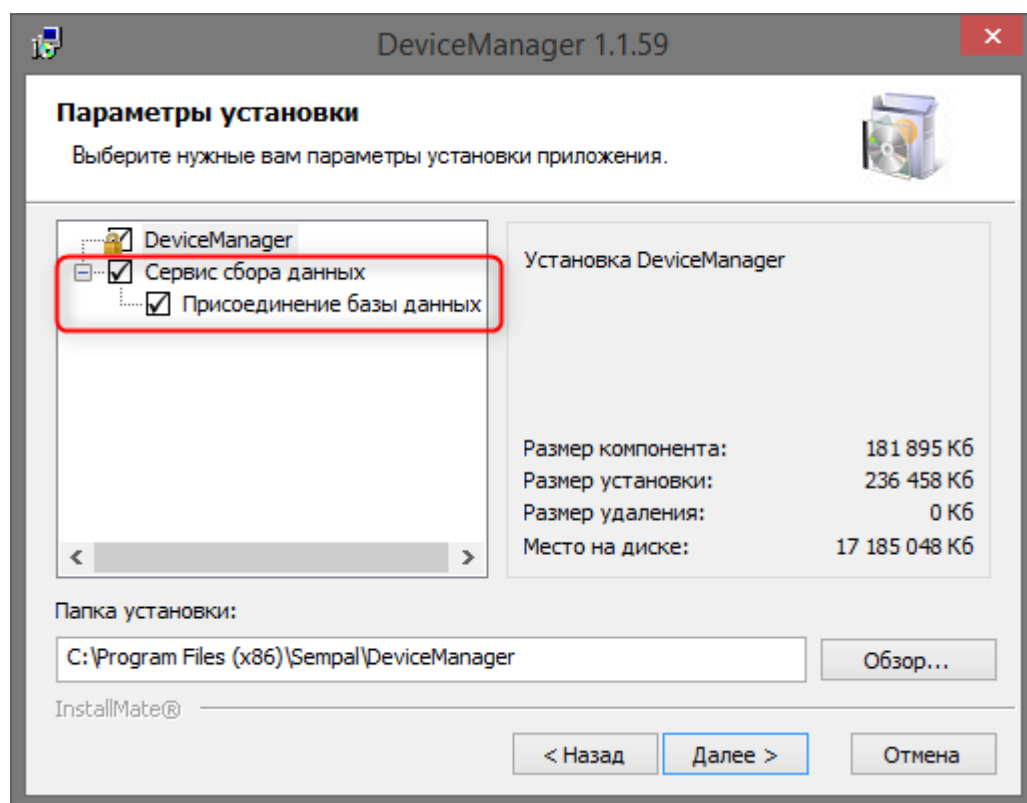 DeviceManager 1.1.59
Параметры установки
Выберите нужные вам параметры установки приложения.
DeviceManager
Сервис сбора данных
Присоединение базы данных
Установка DeviceManager
Размер компонента: 181 895 Кб
Размер установки: 236 458 Кб
Размер удаления: 0 Кб
Место на диске: 17 185 048 Кб
Папка установки:
C:\Program Files (x86)\Sempal\DeviceManager
Обзор...
InstallMate®
< Назад Далее > Отмена